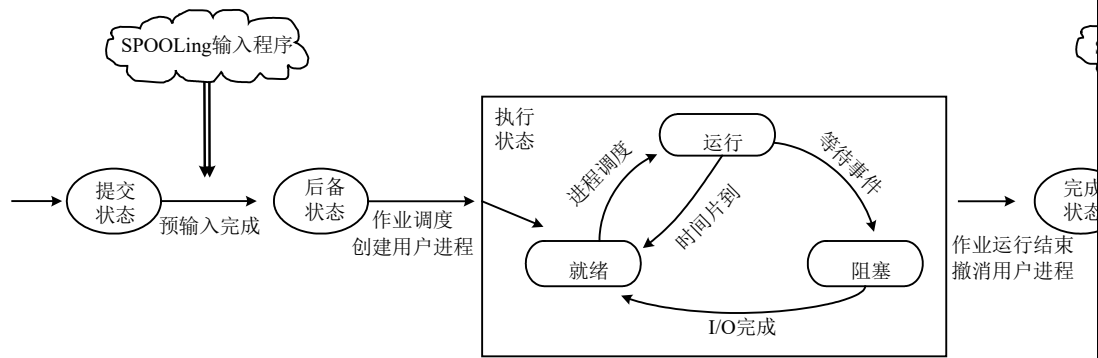 SPOOLing输入程序
提交
状态
预输入完成
后备
状态
作业调度
创建用户进程
执行
状态
运行
进程调度
时间片到
等待事件
就绪
阻塞
I/O完成
作业运行结束
撤消用户进程
完成
状态